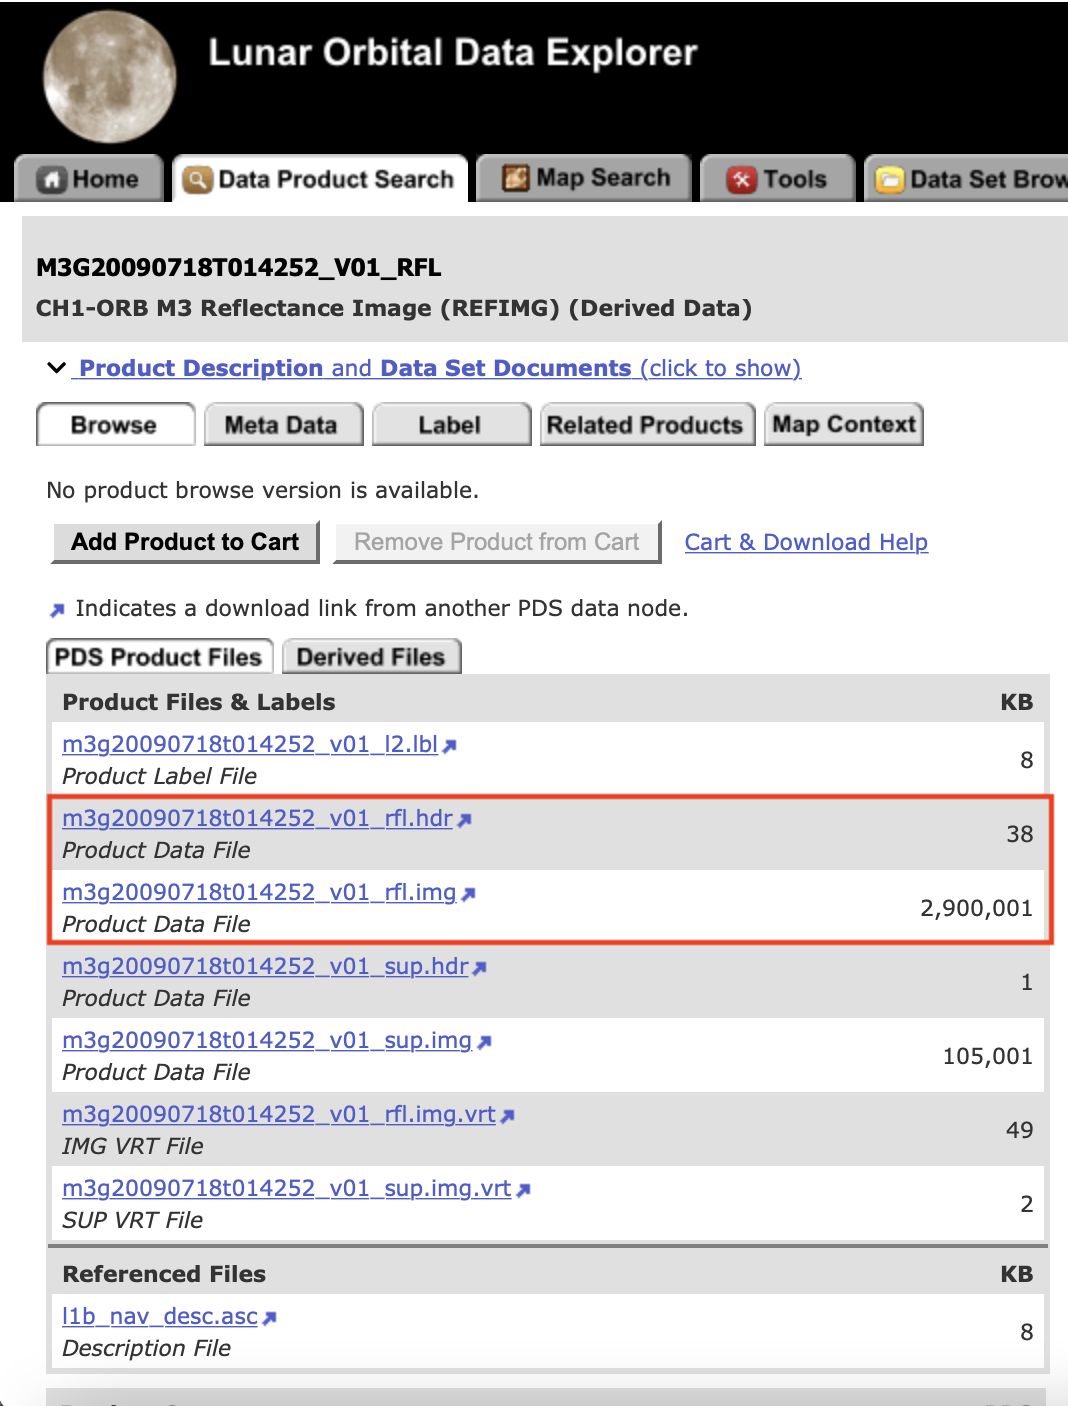 Lunar Orbital Data Explorer
Home Data Product Search Map Search Tools Data Set Brow
M3G20090718T014252_V01_RFL
CH1-ORB M3 Reflectance Image (REFIMG) (Derived Data)
Product Description and Data Set Documents (click to show)
Browse Meta Data Label Related Products Map Context
No product browse version is available.
Add Product to Cart Remove Product from Cart Cart & Download Help
Indicates a download link from another PDS data node.
PDS Product Files Derived Files
Product Files & Labels KB
m3g20090718t014252_v01_l2.lbl
Product Label File
8
m3g20090718t014252_v01_rfl.hdr
Product Data File
38
m3g20090718t014252_v01_rfl.img
Product Data File
2,900,001
m3g20090718t014252_v01_sup.hdr
Product Data File
1
m3g20090718t014252_v01_sup.img
Product Data File
105,001
m3g20090718t014252_v01_rfl.img.vrt
IMG VRT File
49
m3g20090718t014252_v01_sup.img.vrt
SUP VRT File
2
Referenced Files KB
l1b_nav_desc.asc
Description File
8